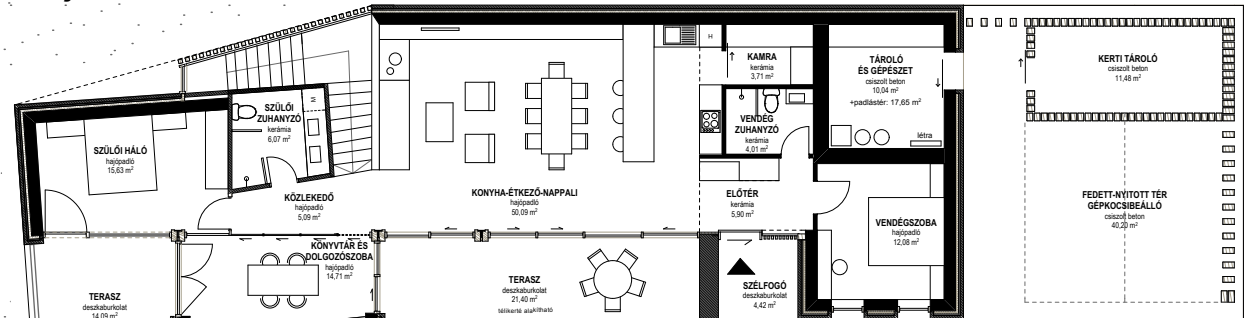 SZÜLŐI HÁLÓ
hajópadló
15,63 m²
SZÜLŐI
ZUHANYZÓ
kerámia
6,07 m²
M
KÖZLEKEDŐ
hajópadló
5,09 m²
KÖNYVTÁR ÉS
DOLGOZÓSZOBA
hajópadló
14,71 m²
TERASZ
deszkaburkolat
14,09 m²
KONYHA-ÉTKEZŐ-NAPPALI
hajópadló
50,09 m²
TERASZ
deszkaburkolat
21,40 m²
télikerté alakítható
H
KAMRA
kerámia
3,71 m²
VENDÉG
ZUHANYZÓ
kerámia
4,01 m²
ELŐTÉR
kerámia
5,90 m²
SZÉLFOGÓ
deszkaburkolat
4,42 m²
TÁROLÓ
ÉS GÉPÉSZET
csiszolt beton
10,04 m²
+padlástér: 17,65 m²
létra
VENDÉGSZOBA
hajópadló
12,08 m²
KERTI TÁROLÓ
csiszolt beton
11,48 m²
FEDETT-NYITOTT TÉR
GÉPKOCSIBEÁLLÓ
csiszolt beton
40,20 m²